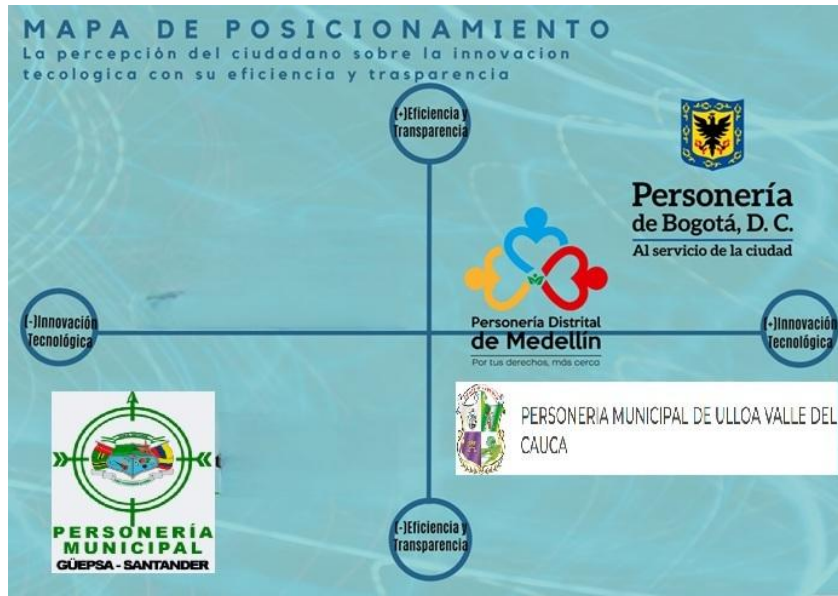 MAPA DE POSICIONAMIENTO
La percepción del ciudadano sobre la innovacion
tecologica con su eficiencia y trasparencia
(+)Eficiencia y
Transparencia
Personería
de Bogotá, D. C.
Al servicio de la ciudad
Personería Distrital
de Medellín
Por tus derechos, más cerca
(-)Innovación
Tecnológica
(+)Innovación
Tecnológica
PERSONERIA MUNICIPAL DE ULLOA VALLE DEL
CAUCA
PERSONERÍA
MUNICIPAL
GÜEPSA - SANTANDER
(-)Eficiencia y
Transparencia